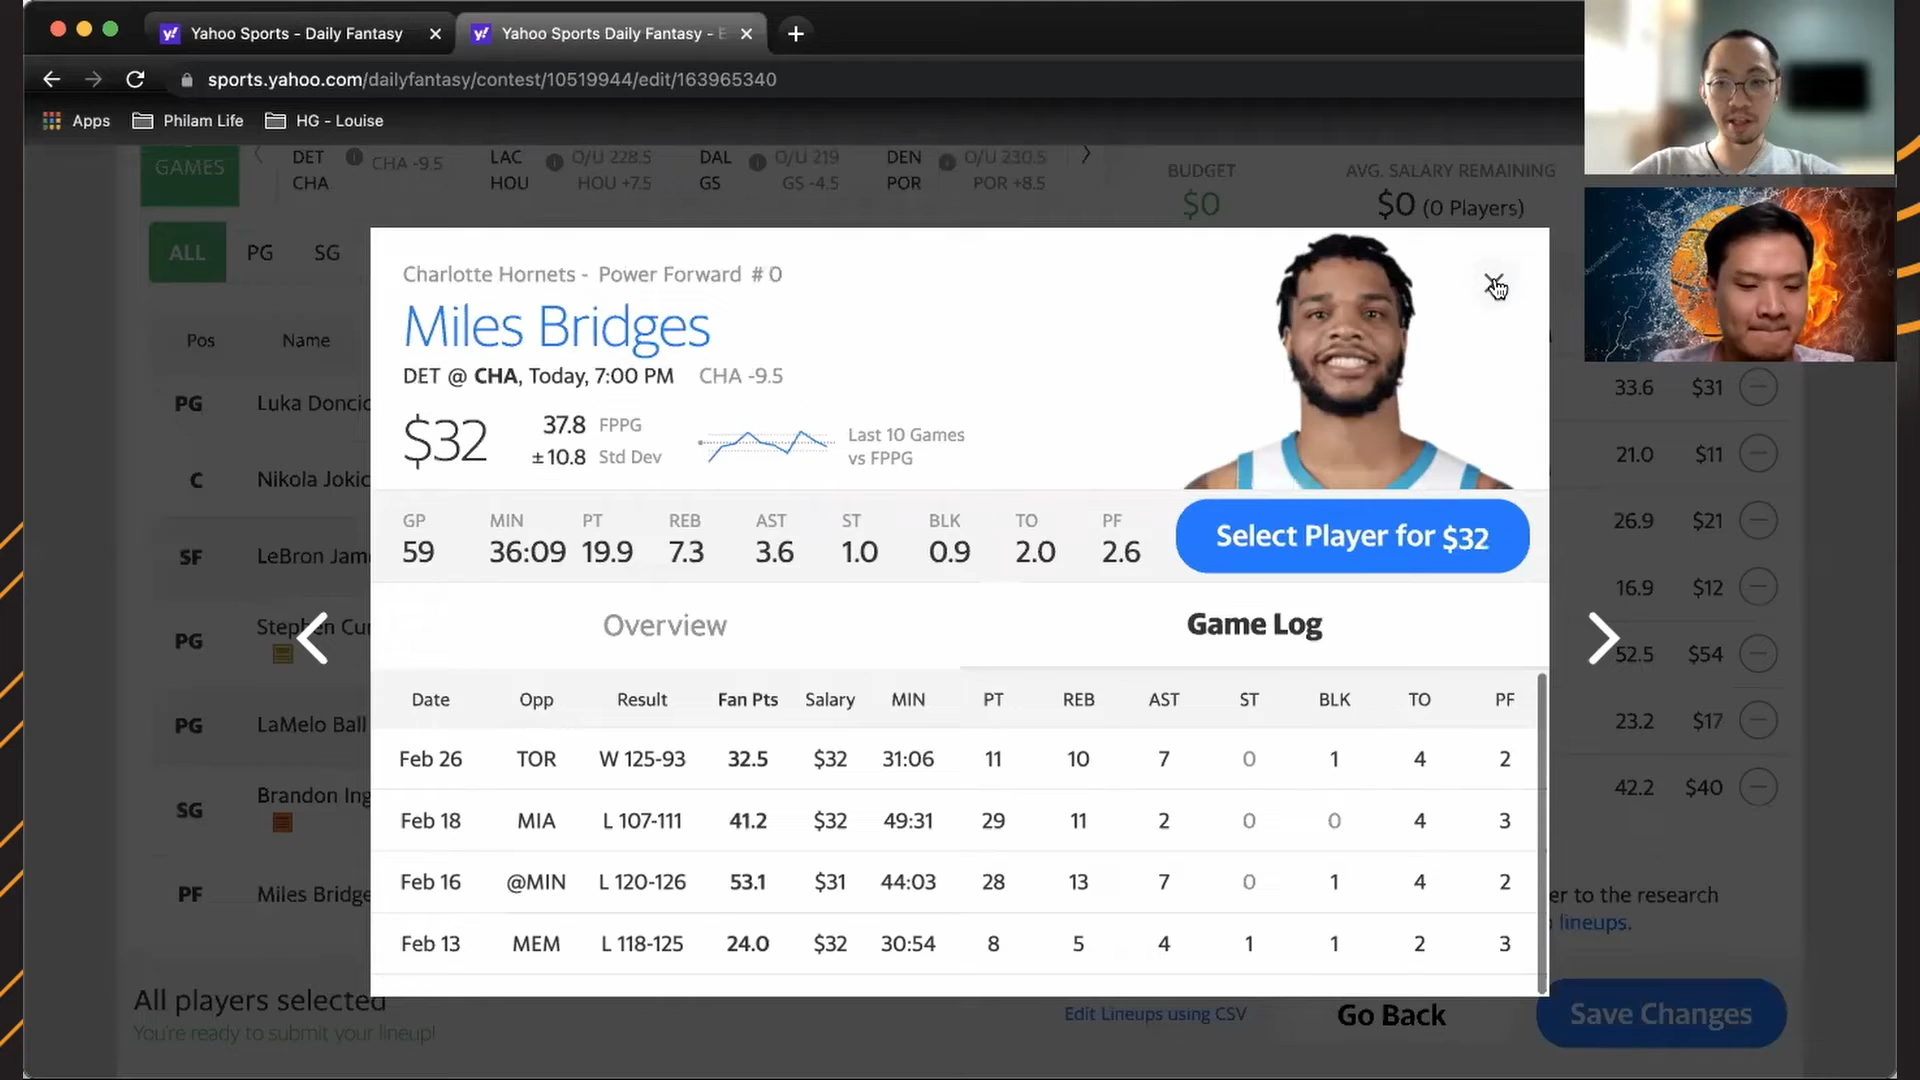 Yahoo Sports - Daily Fantasy
Yahoo Sports Daily Fantasy - E
sports.yahoo.com/dailyfantasy/contest/10519944/edit/163965340
Apps Philam Life HG - Louise
GAMES
DET
CHA
CHA -9.5
LAC
HOU
O/U 228.5
HOU +7.5
DAL
GS
O/U 219
GS -4.5
DEN
POR
O/U 230.5
POR +8.5
BUDGET
$0
AVG. SALARY REMAINING
$0 (0 Players)
ALL PG SG
Pos Name
PG Luka Doncic
C Nikola Jokic
SF LeBron Jam
PG Stephen Cu
PG LaMelo Ball
SG Brandon Ing
PF Miles Bridge
Charlotte Hornets - Power Forward # 0
Miles Bridges
DET @ CHA, Today, 7:00 PM CHA -9.5
$32
37.8 FPPG
±10.8 Std Dev
Last 10 Games
vs FPPG
GP MIN PT REB AST ST BLK TO PF
59 36:09 19.9 7.3 3.6 1.0 0.9 2.0 2.6
Select Player for $32
Overview
Game Log
Date Opp Result Fan Pts Salary MIN PT REB AST ST BLK TO PF
Feb 26 TOR W 125-93 32.5 $32 31:06 11 10 7 0 1 4 2
Feb 18 MIA L 107-111 41.2 $32 49:31 29 11 2 0 0 4 3
Feb 16 @MIN L 120-126 53.1 $31 44:03 28 13 7 0 1 4 2
Feb 13 MEM L 118-125 24.0 $32 30:54 8 5 4 1 1 2 3
33.6 $31
21.0 $11
26.9 $21
16.9 $12
52.5 $54
23.2 $17
42.2 $40
er to the research
lineups.
All players selected
You're ready to submit your lineup!
Edit Lineups using CSV
Go Back
Save Changes